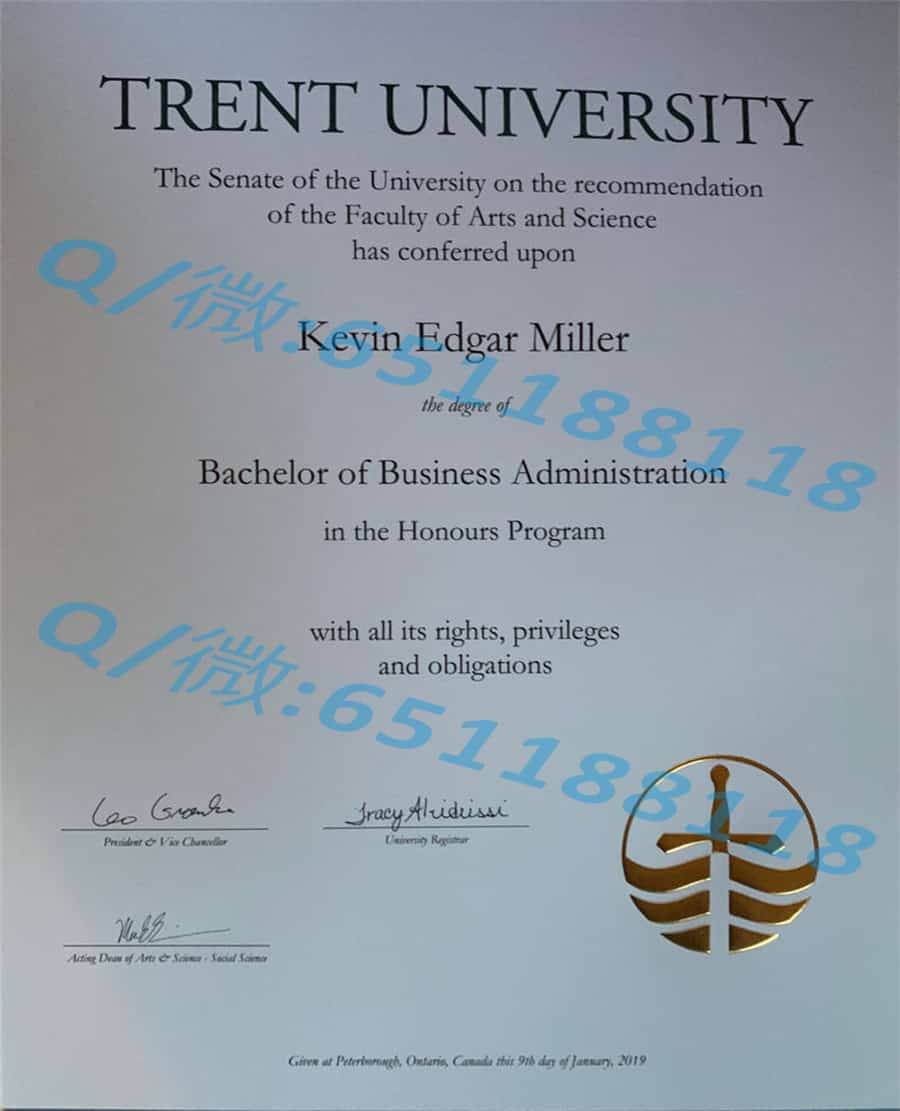 TRENT UNIVERSITY
The Senate of the University on the recommendation
of the Faculty of Arts and Science
has conferred upon
Q/微:651188118
Kevin Edgar Miller
the degree of
Bachelor of Business Administration
in the Honours Program
with all its rights, privileges
and obligations
Q/微:651188118
President & Vice Chancellor
Tracy
University Registrar
Acting Dean of Arts & Science - Social Science
Given at Peterborough, Ontario, Canada this 9th day of January, 2019